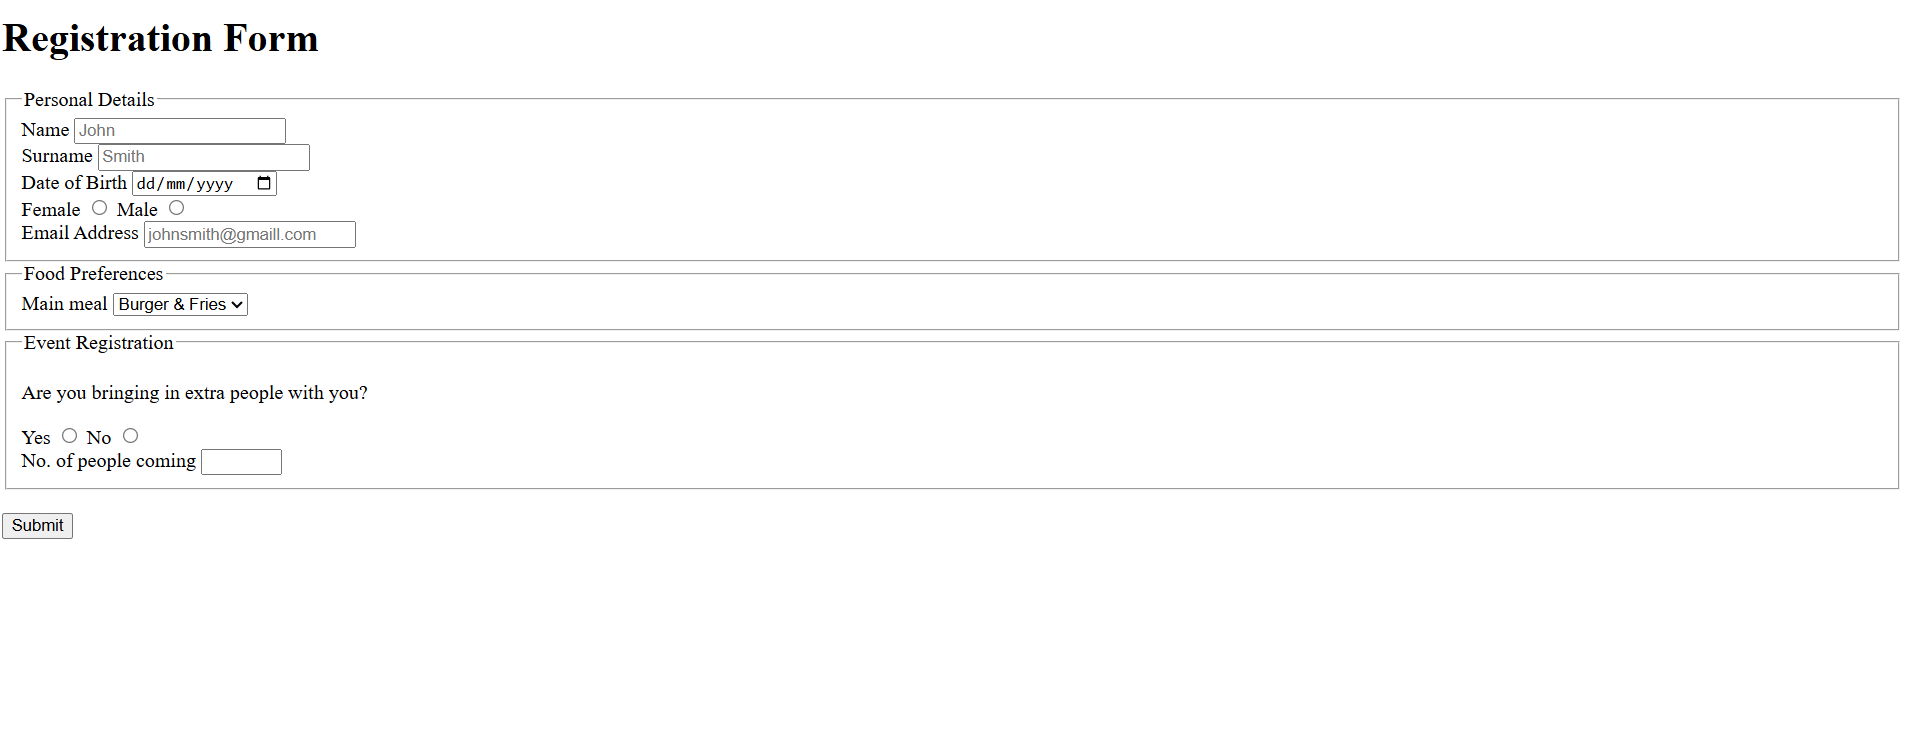 Registration Form
Personal Details
Name John
Surname Smith
Date of Birth dd/mm/yyyy
Female Male
Email Address johnsmith@gmaill.com
Food Preferences
Main meal Burger & Fries
Event Registration
Are you bringing in extra people with you?
Yes No
No. of people coming
Submit